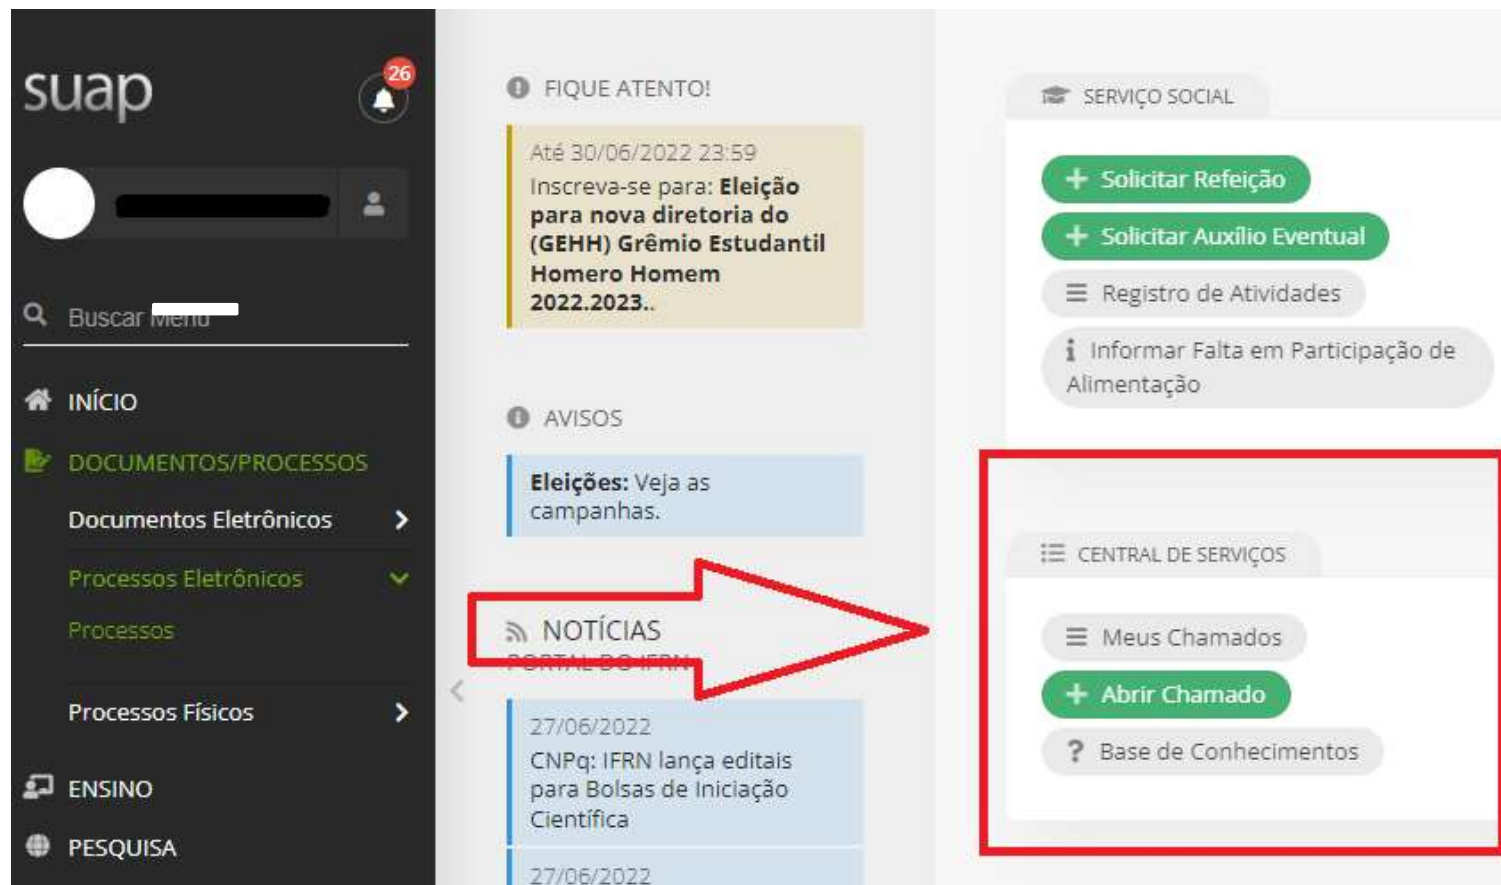 suap
26
Buscar
INÍCIO
DOCUMENTOS/PROCESSOS
Documentos Eletrônicos
Processos Eletrônicos
Processos
Processos Físicos
ENSINO
PESQUISA
FIQUE ATENTO!
Até 30/06/2022 23:59
Inscreva-se para: Eleição
para nova diretoria do
(GEHH) Grêmio Estudantil
Homero Homem
2022.2023..
AVISOS
Eleições: Veja as
campanhas.
NOTÍCIAS
PORTAL DO IFRN
27/06/2022
CNPq: IFRN lança editais
para Bolsas de Iniciação
Científica
27/06/2022
SERVIÇO SOCIAL
+ Solicitar Refeição
+ Solicitar Auxílio Eventual
Registro de Atividades
Informar Falta em Participação de
Alimentação
CENTRAL DE SERVIÇOS
Meus Chamados
+ Abrir Chamado
? Base de Conhecimentos